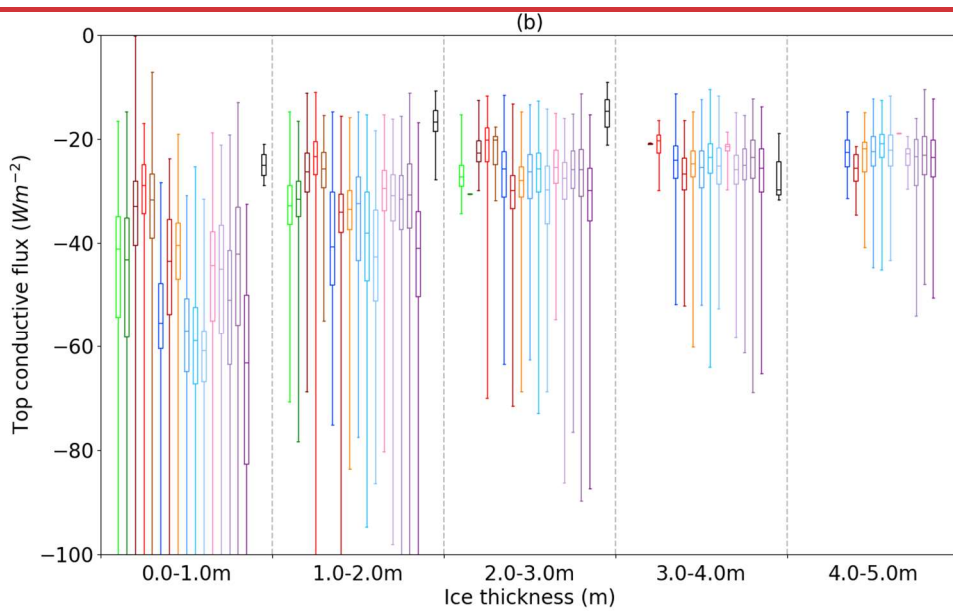 (b)
0
−20
−40
−60
−80
−100
Top conductive flux (Wm−2)
0.0-1.0m 1.0-2.0m 2.0-3.0m 3.0-4.0m 4.0-5.0m
Ice thickness (m)